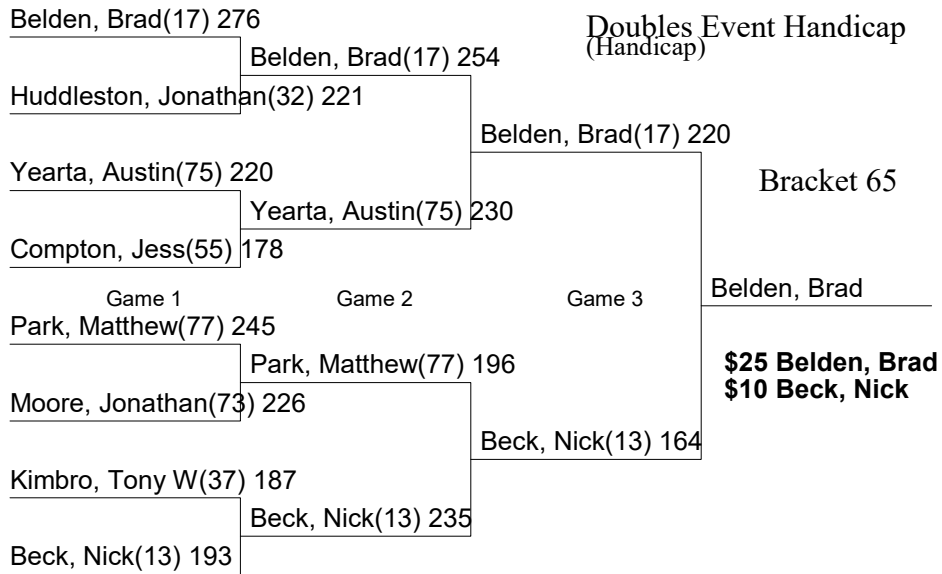 Belden, Brad(17) 276
Doubles Event Handicap
(Handicap)
Belden, Brad(17) 254
Huddleston, Jonathan(32) 221
Belden, Brad(17) 220
Yearta, Austin(75) 220
Bracket 65
Yearta, Austin(75) 230
Compton, Jess(55) 178
Game 1
Game 2
Game 3
Belden, Brad
Park, Matthew(77) 245
Park, Matthew(77) 196
$25 Belden, Brad
$10 Beck, Nick
Moore, Jonathan(73) 226
Beck, Nick(13) 164
Kimbro, Tony W(37) 187
Beck, Nick(13) 235
Beck, Nick(13) 193